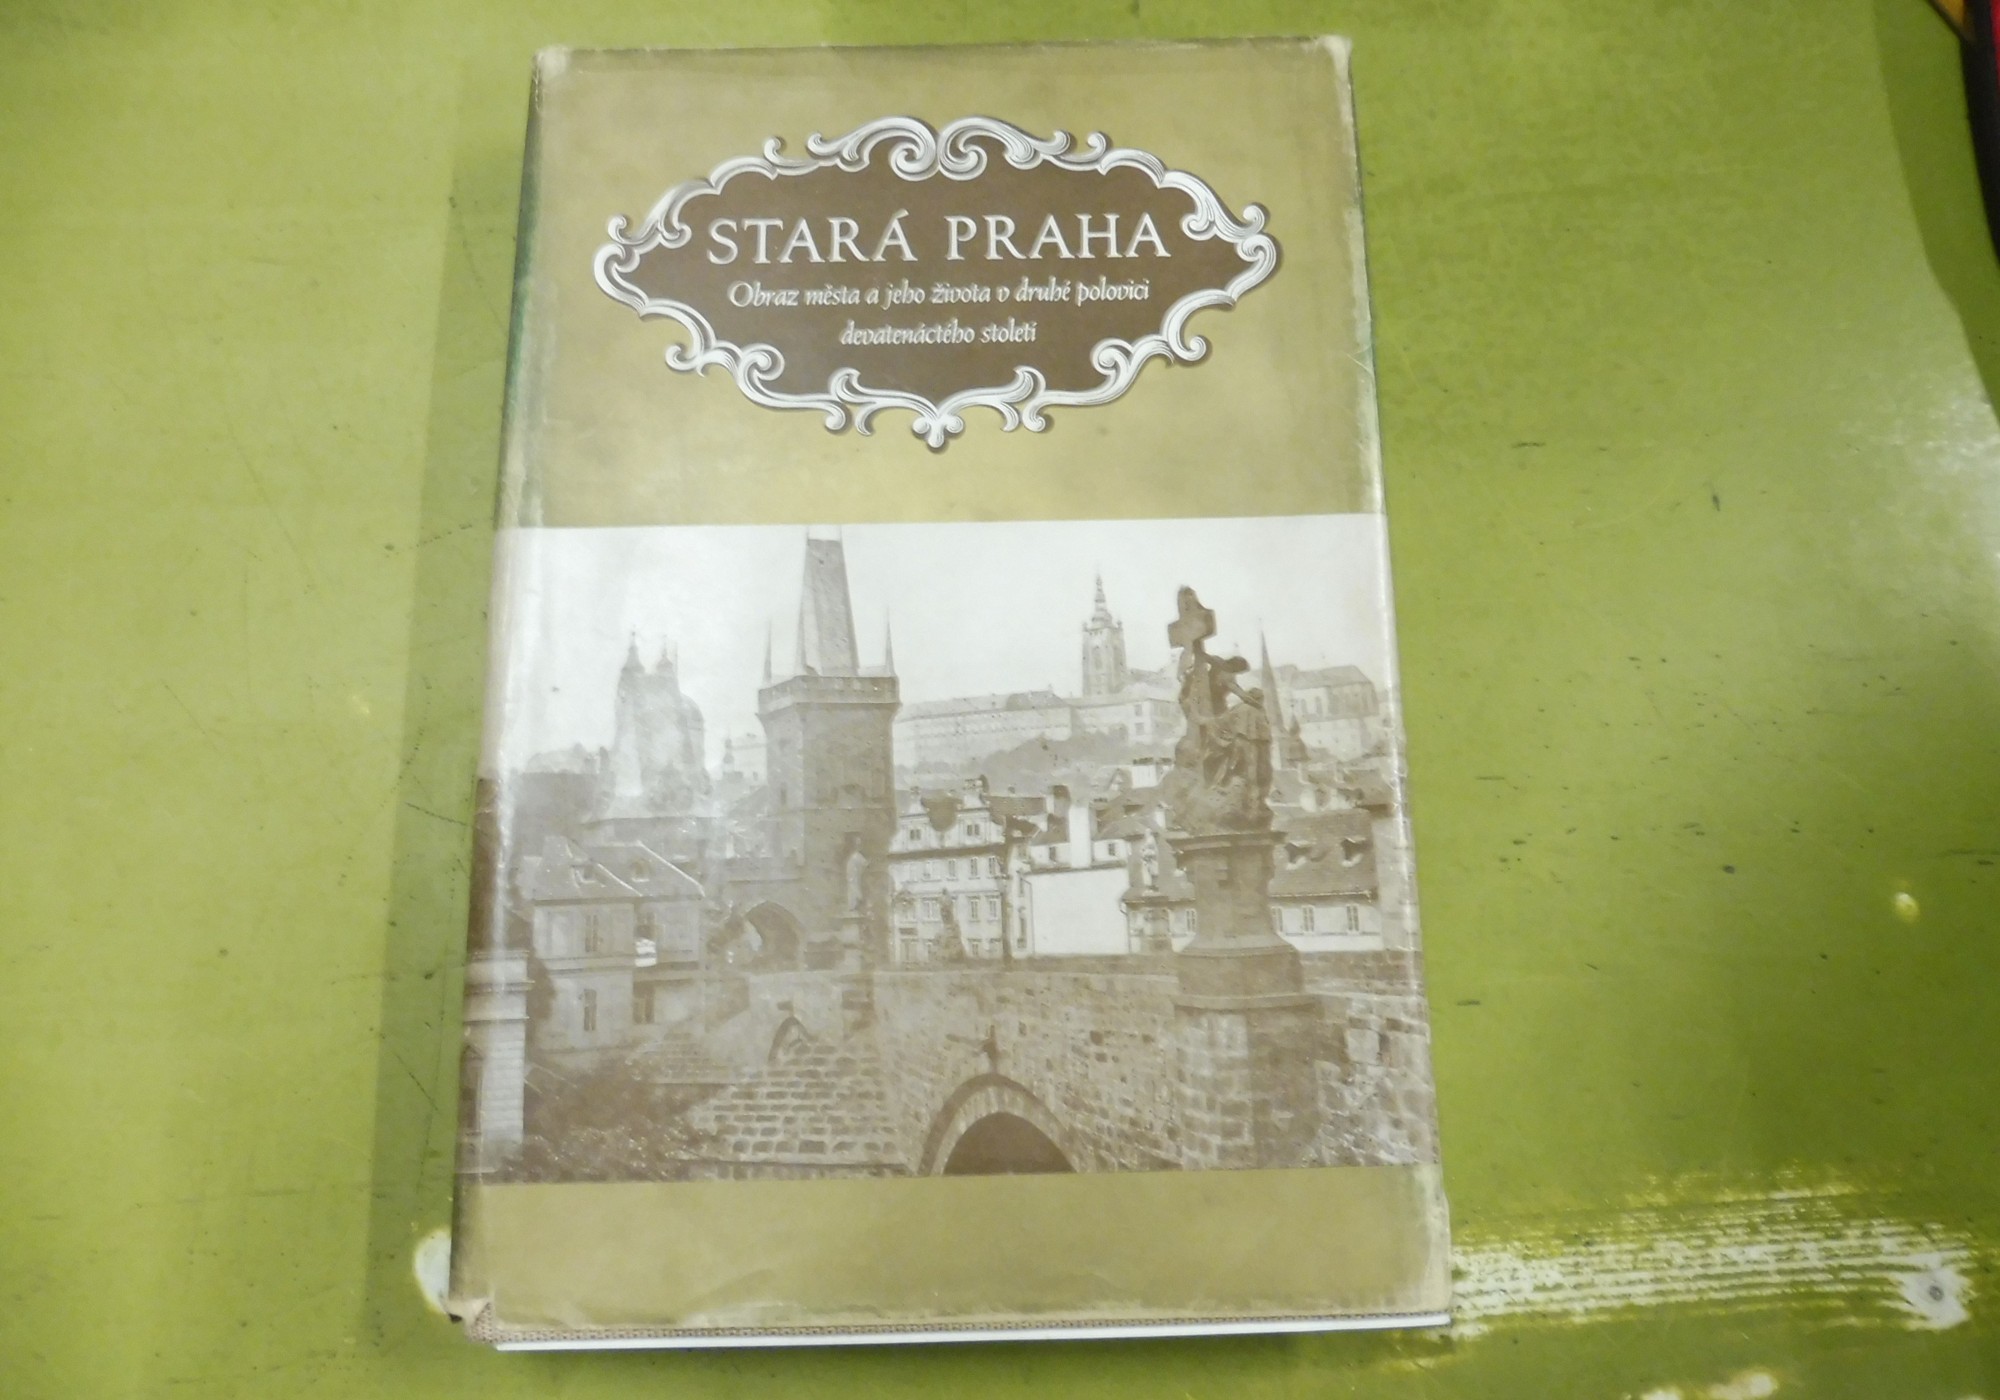 STARÁ PRAHA
Obraz města a jeho života v druhé polovici
devatenáctého století